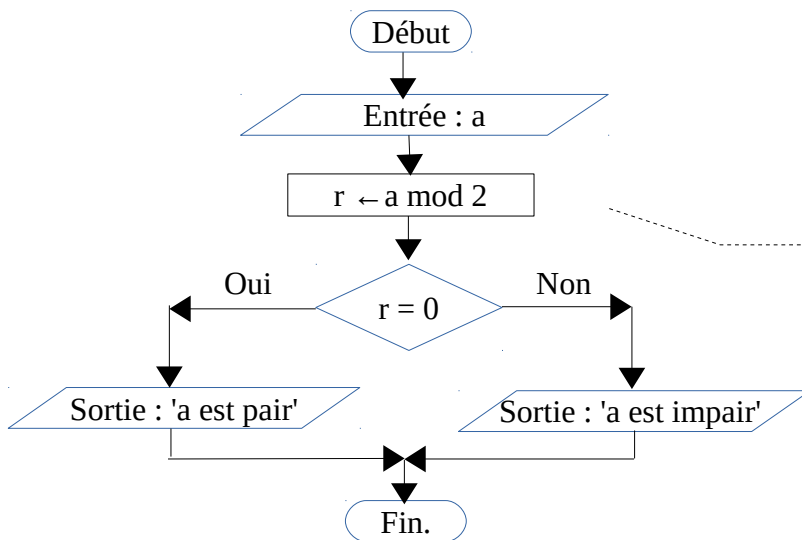 Début
Entrée : a
r ←a mod 2
Oui
Non
r = 0
Sortie : 'a est pair'
Sortie : 'a est impair'
Fin.